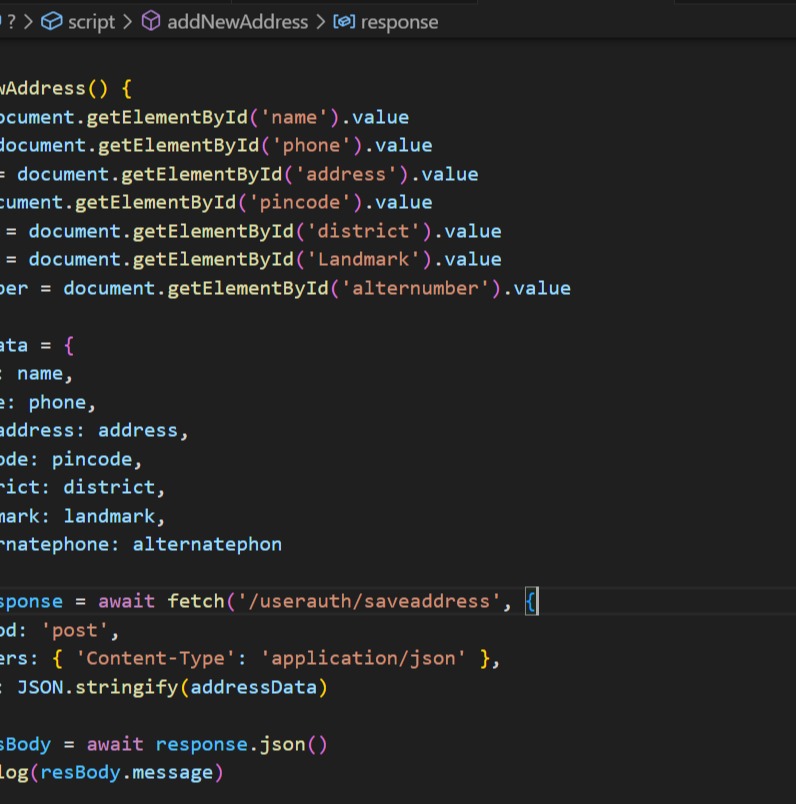 ? > script > addNewAddress > response
wAddress() {
ocument.getElementById('name').value
document.getElementById('phone').value
= document.getElementById('address').value
cument.getElementById('pincode').value
= document.getElementById('district').value
= document.getElementById('Landmark').value
ber = document.getElementById('alternumber').value
ata = {
: name,
e: phone,
address: address,
ode: pincode,
rict: district,
mark: landmark,
rnatephone: alternatephon
sponse = await fetch('/userauth/saveaddress', {
od: 'post',
ers: { 'Content-Type': 'application/json' },
: JSON.stringify(addressData)
sBody = await response.json()
log(resBody.message)